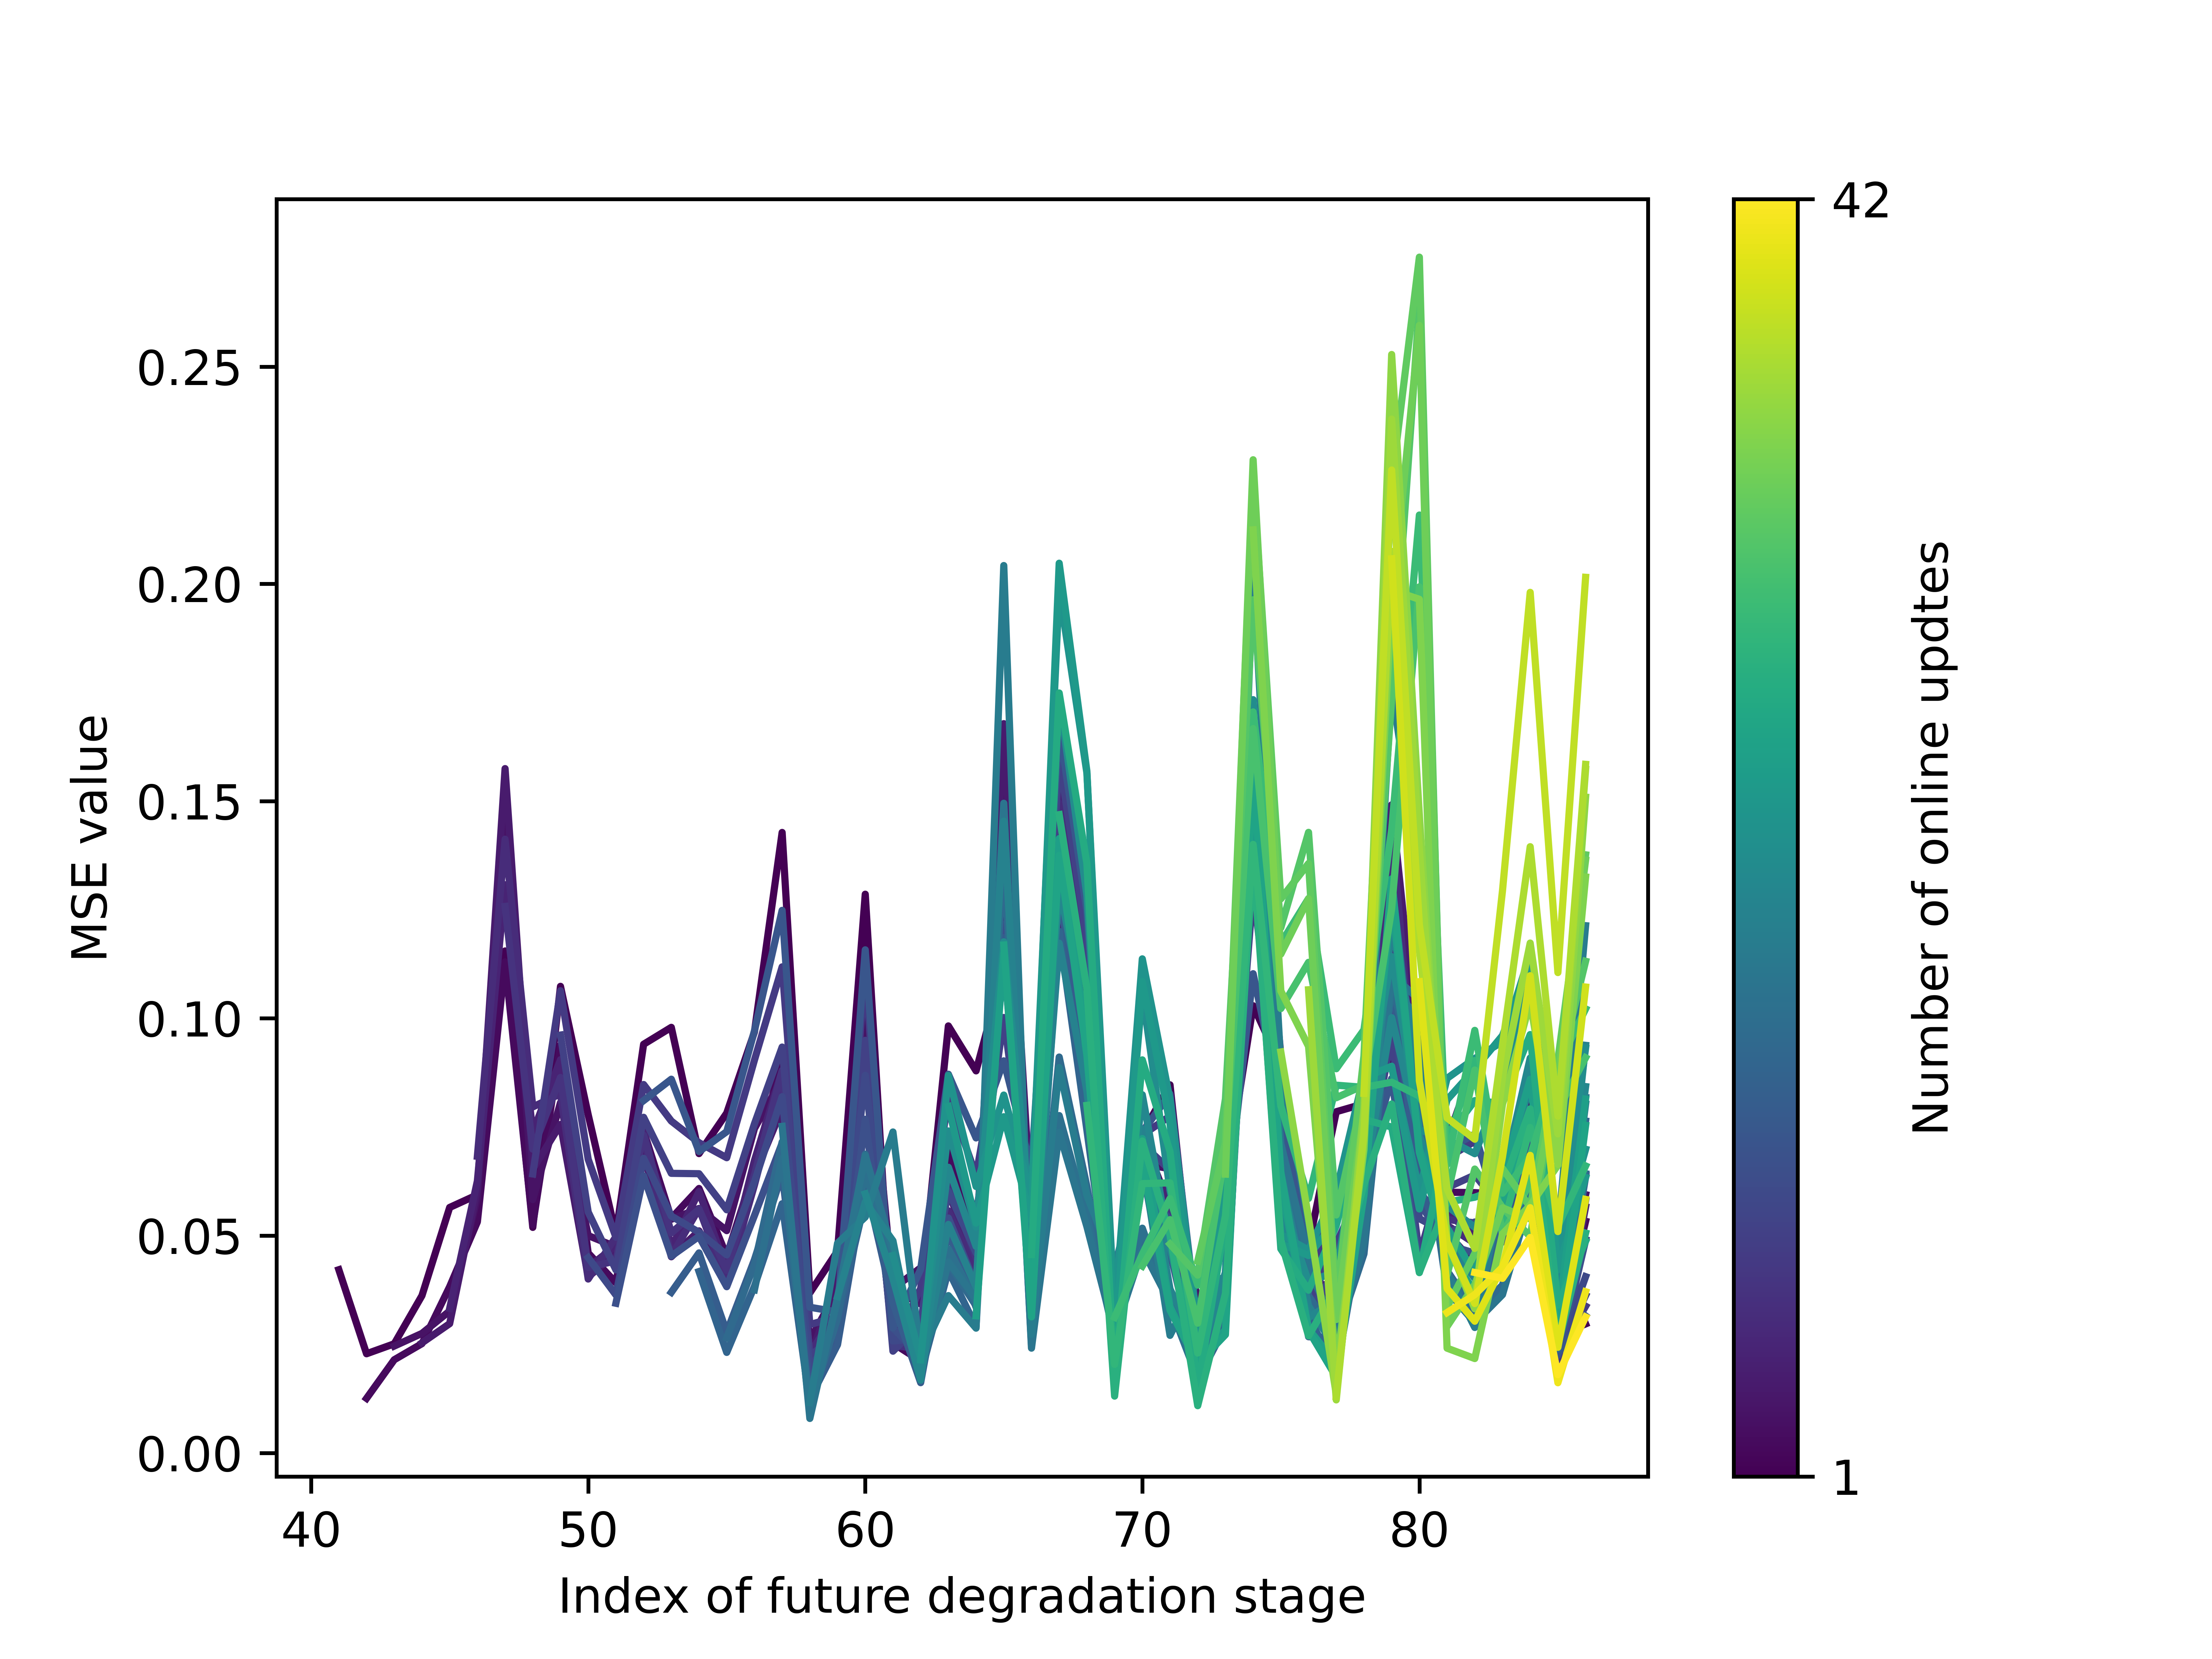 MSE value
0.25
0.20
0.15
0.10
0.05
0.00
40 50 60 70 80
Index of future degradation stage
42
1
Number of online updtes